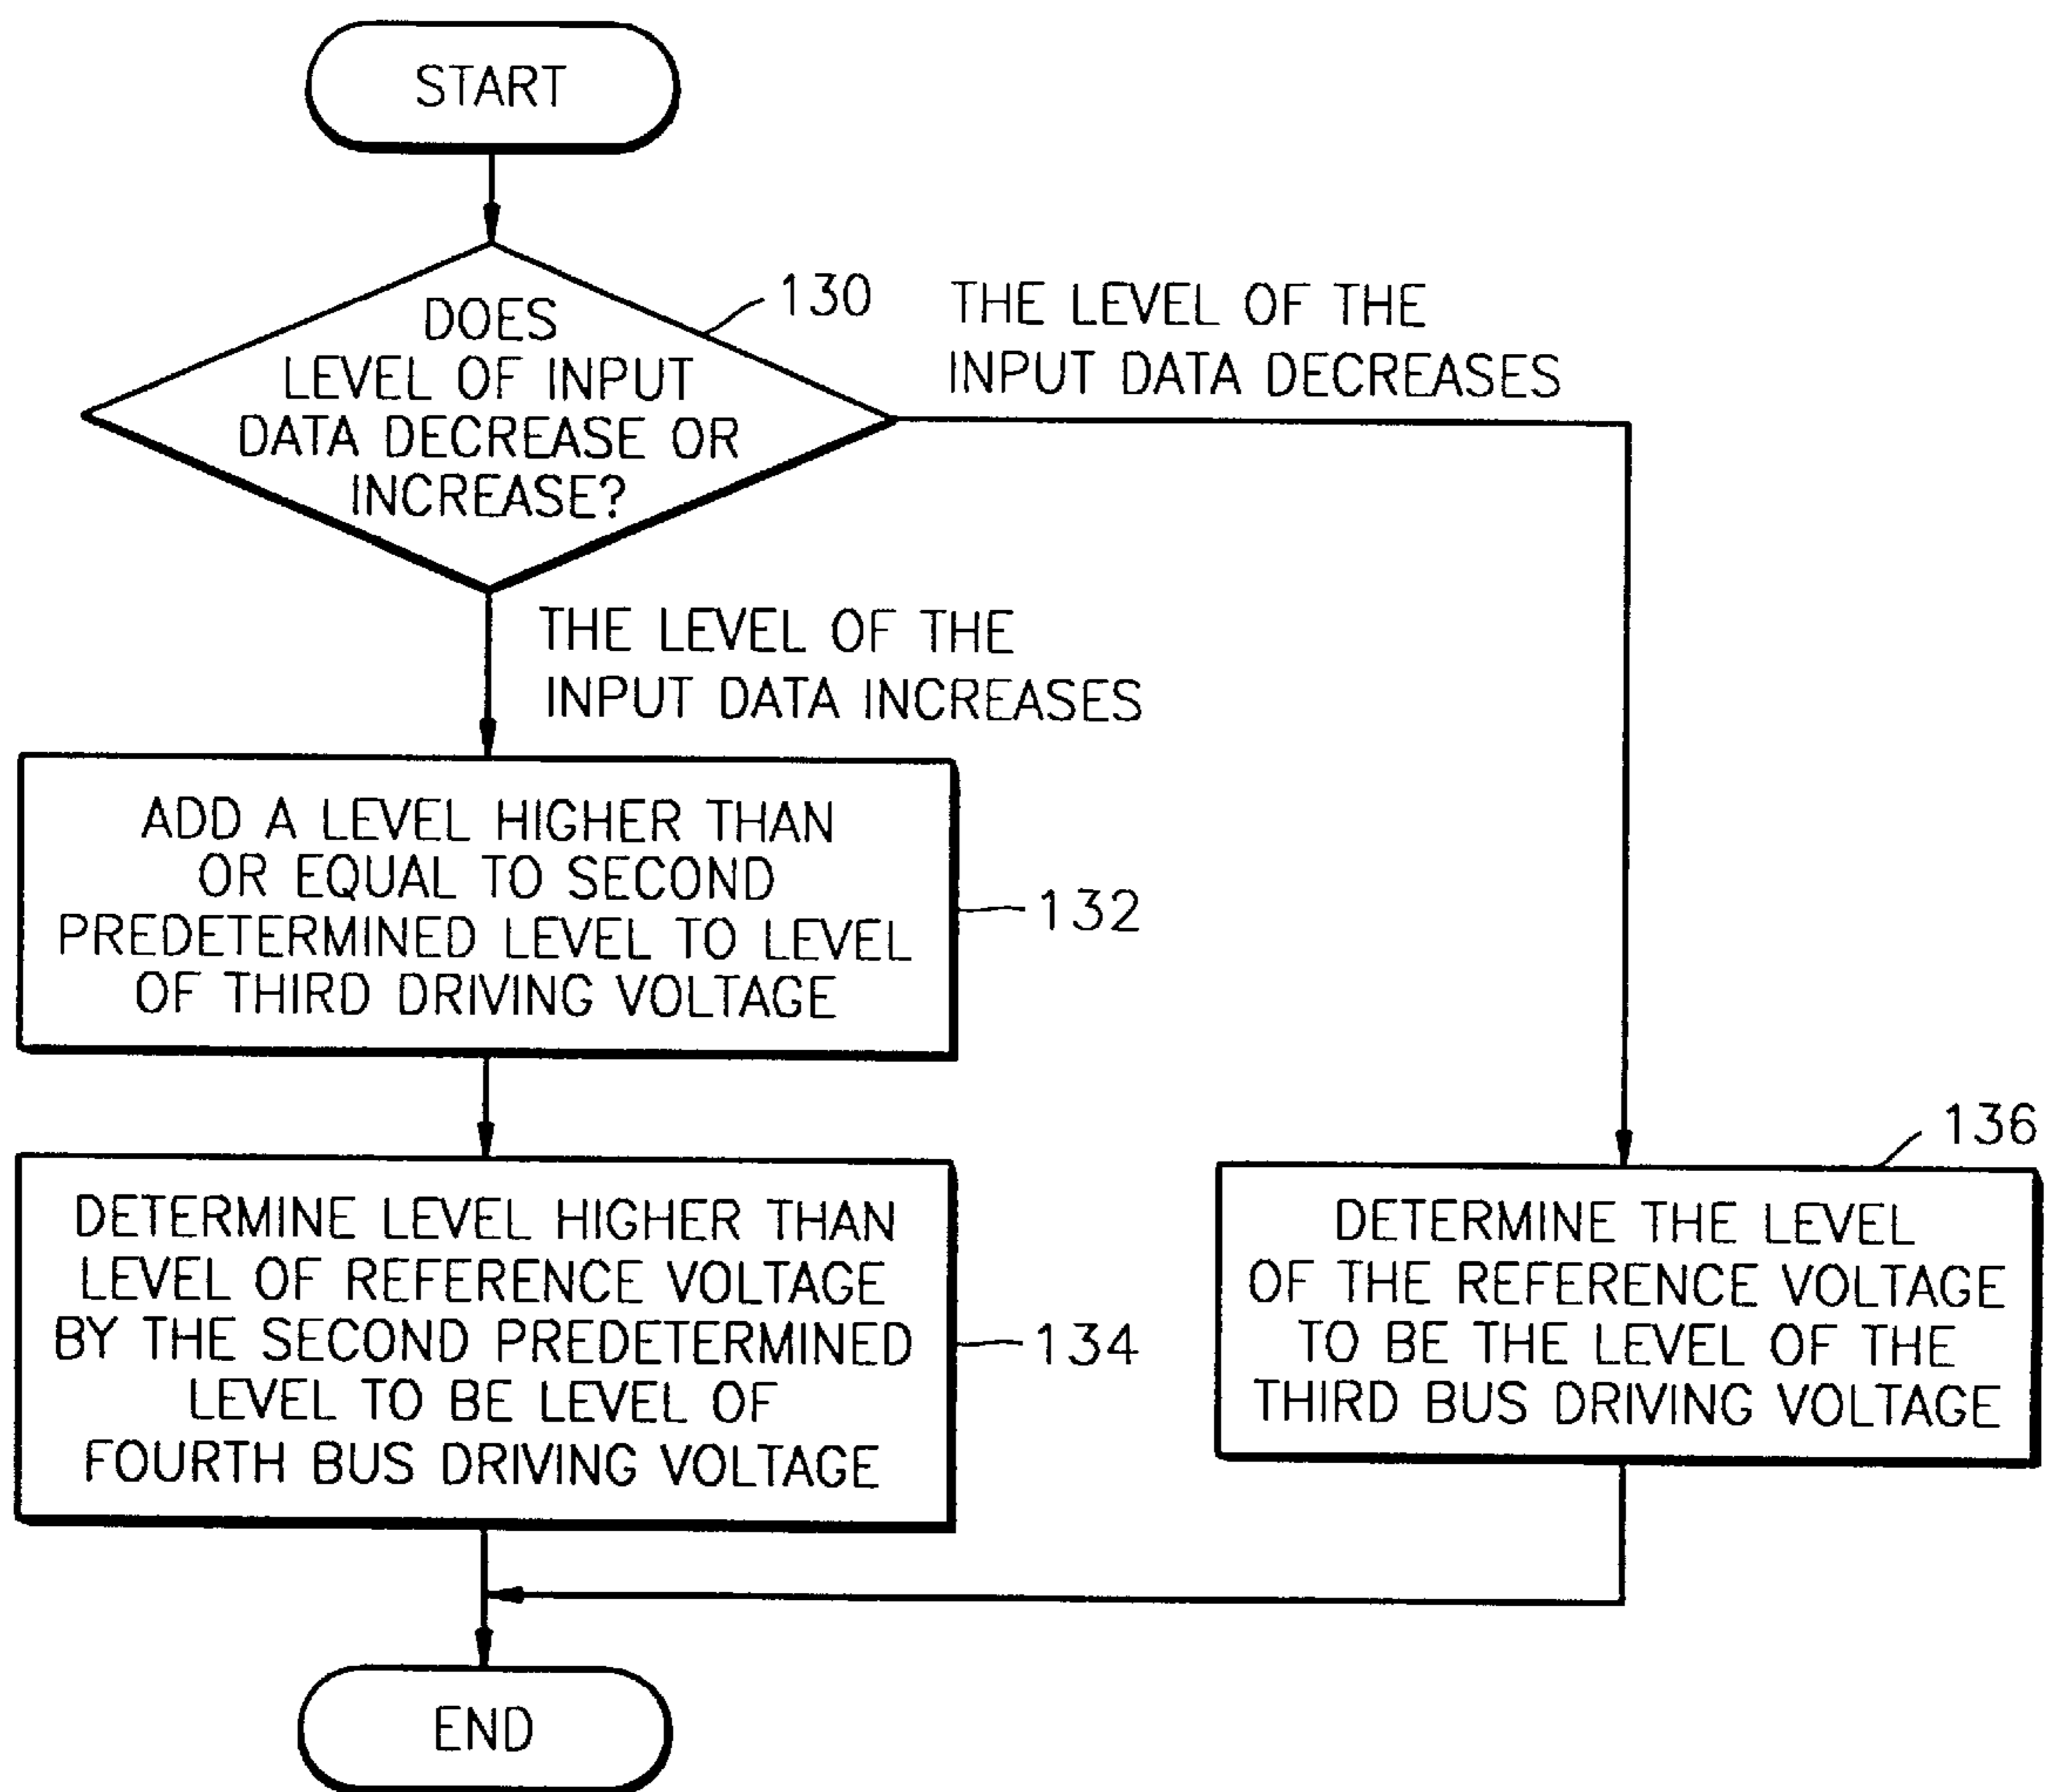 START
DOES
LEVEL OF INPUT
DATA DECREASE OR
INCREASE?
130
THE LEVEL OF THE
INPUT DATA DECREASES
THE LEVEL OF THE
INPUT DATA INCREASES
ADD A LEVEL HIGHER THAN
OR EQUAL TO SECOND
PREDETERMINED LEVEL TO LEVEL
OF THIRD DRIVING VOLTAGE
132
DETERMINE LEVEL HIGHER THAN
LEVEL OF REFERENCE VOLTAGE
BY THE SECOND PREDETERMINED
LEVEL TO BE LEVEL OF
FOURTH BUS DRIVING VOLTAGE
134
136
DETERMINE THE LEVEL
OF THE REFERENCE VOLTAGE
TO BE THE LEVEL OF THE
THIRD BUS DRIVING VOLTAGE
END